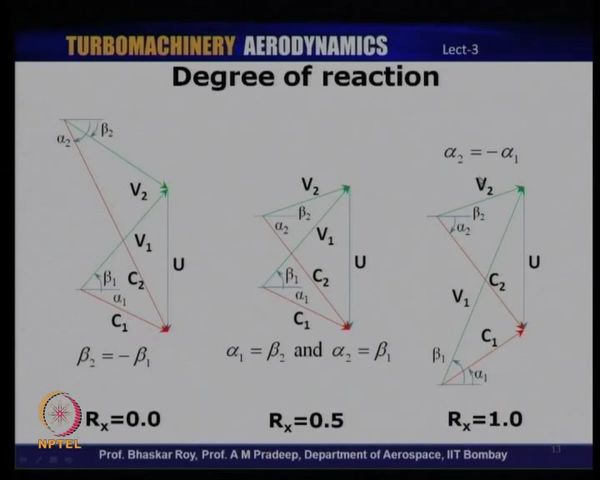 TURBOMACHINERY AERODYNAMICS
Lect-3
Degree of reaction
α₂
β₂
V₂
V₁
U
β₁
C₂
α₁
C₁
β₂ = − β₁
Rₓ=0.0
V₂
β₂
α₂
V₁
U
β₁
C₂
α₁
C₁
α₁ = β₂ and α₂ = β₁
Rₓ=0.5
α₂ = −α₁
V₂
β₂
α₂
U
C₂
V₁
C₁
β₁
α₁
Rₓ=1.0
NPTEL
Prof. Bhaskar Roy, Prof. A M Pradeep, Department of Aerospace, IIT Bombay
13